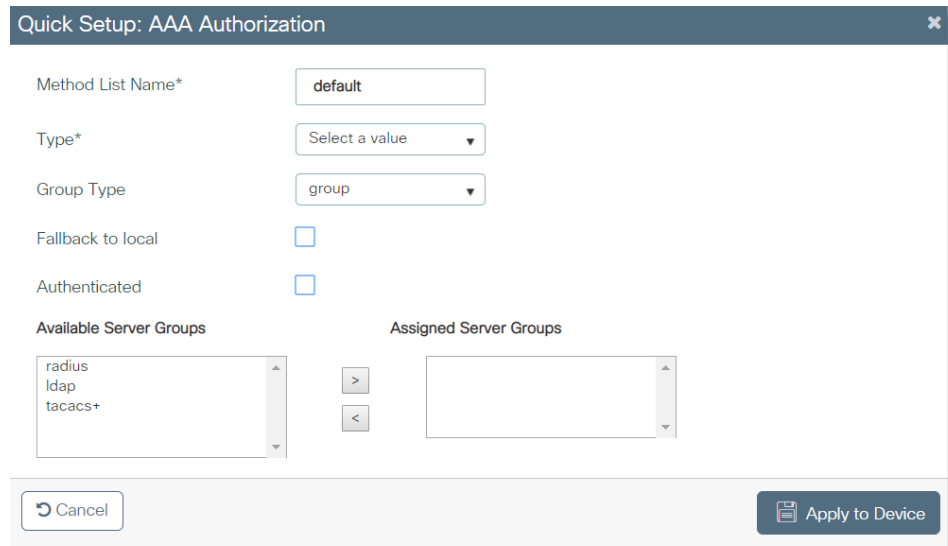 Quick Setup: AAA Authorization
Method List Name*
default
Type*
Select a value
Group Type
group
Fallback to local
Authenticated
Available Server Groups
Assigned Server Groups
radius
ldap
tacacs+
>
<
Cancel
Apply to Device